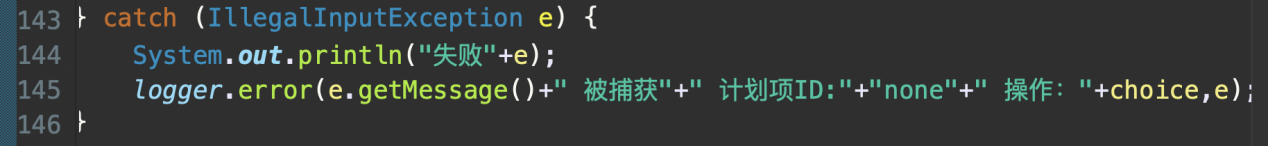 143 } catch (IllegalInputException e) {
144 System.out.println("失败"+e);
145 logger.error(e.getMessage()+" 被捕获"+" 计划项ID:"+"none"+" 操作："+choice,e);
146 }